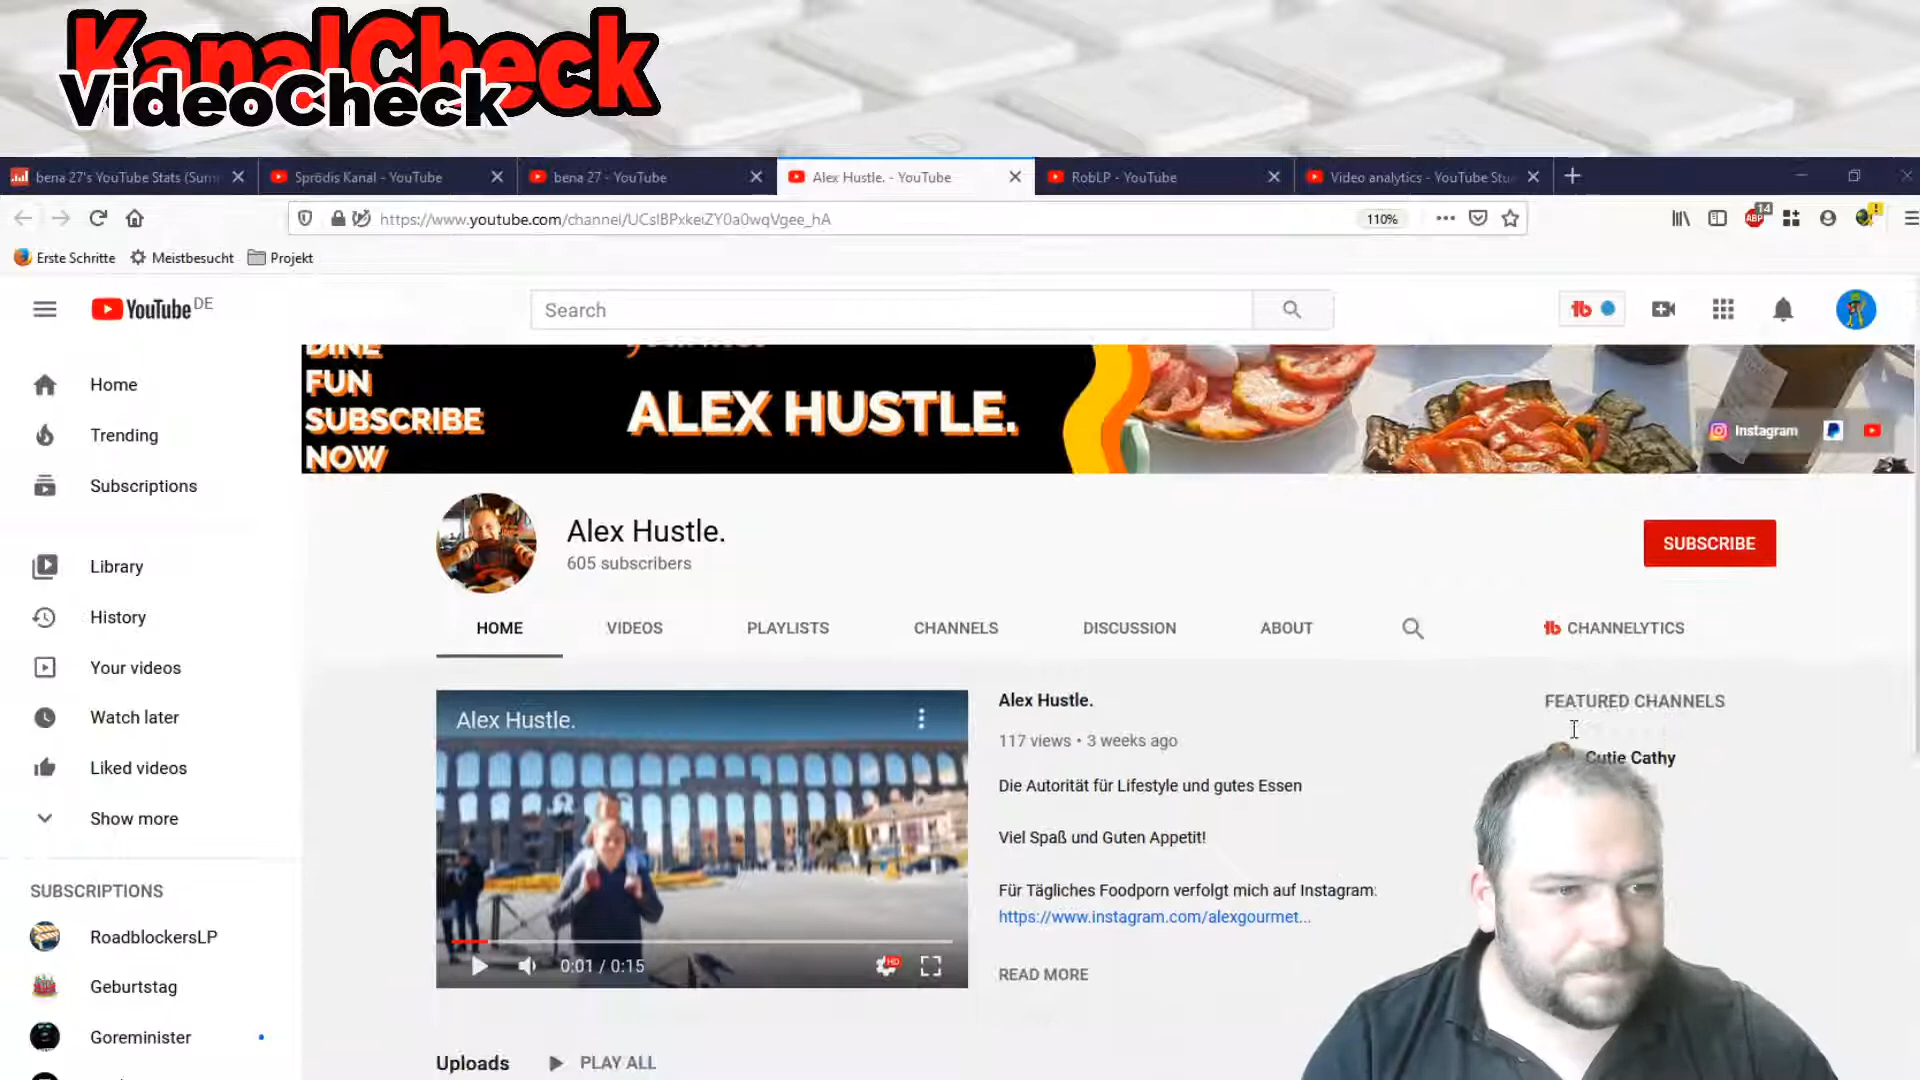 KanalCheck
VideoCheck
bena 27's YouTube Stats (Sum
Sprödis Kanal - YouTube
bena 27 - YouTube
Alex Hustle. - YouTube
RobLP - YouTube
Video analytics - YouTube Stu
https://www.youtube.com/channel/UCslBPxkeiZY0a0wqVgee_hA
110%
ABP
14
Erste Schritte
Meistbesucht
Projekt
YouTube DE
Search
DINE
FUN
SUBSCRIBE
NOW
ALEX HUSTLE.
Instagram
Home
Trending
Subscriptions
Library
History
Your videos
Watch later
Liked videos
Show more
SUBSCRIPTIONS
RoadblockersLP
Geburtstag
Goreminister
Alex Hustle.
605 subscribers
SUBSCRIBE
HOME
VIDEOS
PLAYLISTS
CHANNELS
DISCUSSION
ABOUT
CHANNELYTICS
Alex Hustle.
0:01 / 0:15
HD
Alex Hustle.
117 views • 3 weeks ago
Die Autorität für Lifestyle und gutes Essen
Viel Spaß und Guten Appetit!
Für Tägliches Foodporn verfolgt mich auf Instagram:
https://www.instagram.com/alexgourmet...
READ MORE
FEATURED CHANNELS
Cutie Cathy
Uploads
PLAY ALL